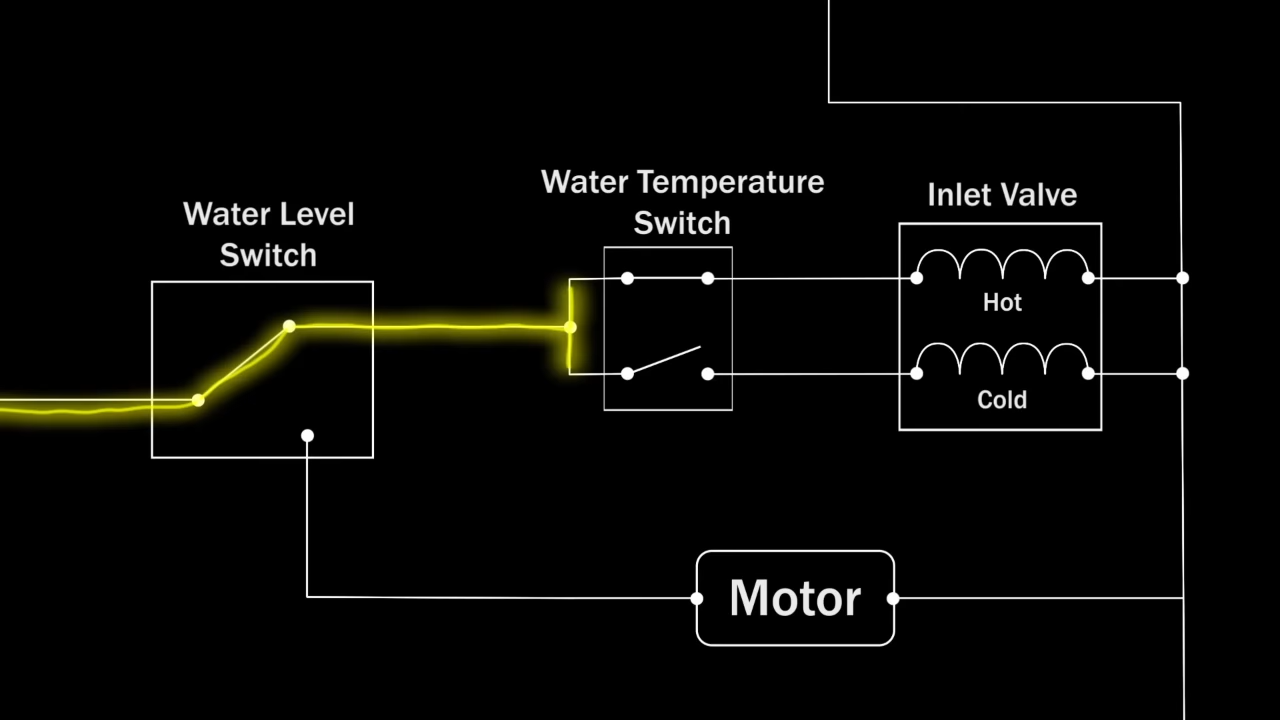 Water Level
Switch
Water Temperature
Switch
Inlet Valve
Hot
Cold
Motor